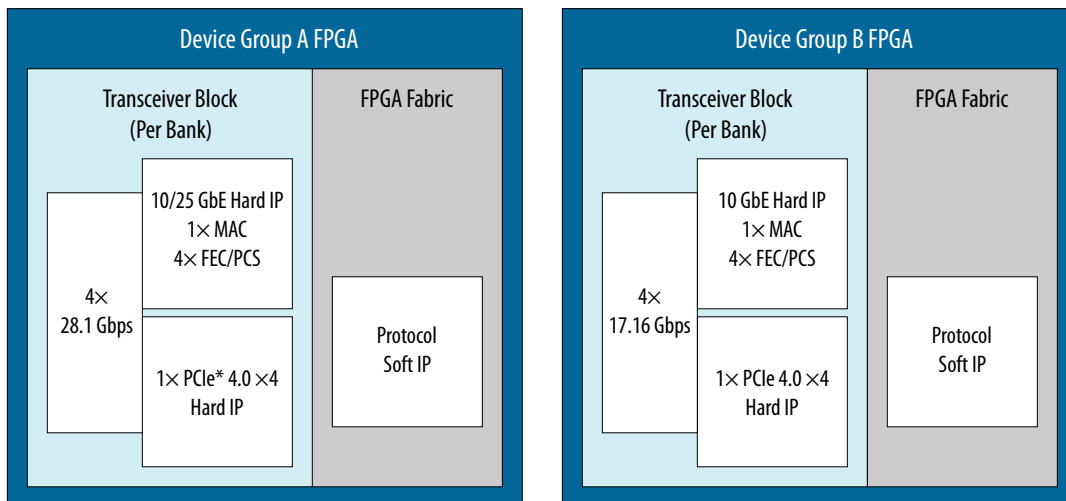 Device Group A FPGA
Transceiver Block
(Per Bank)
FPGA Fabric
10/25 GbE Hard IP
1× MAC
4× FEC/PCS
4×
28.1 Gbps
1× PCIe* 4.0 ×4
Hard IP
Protocol
Soft IP
Device Group B FPGA
Transceiver Block
(Per Bank)
FPGA Fabric
10 GbE Hard IP
1× MAC
4× FEC/PCS
4×
17.16 Gbps
1× PCIe 4.0 ×4
Hard IP
Protocol
Soft IP